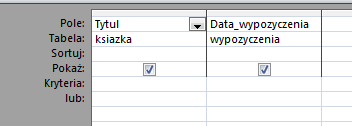 Pole: Tytul Data_wypozyczenia
Tabela: ksiazka wypozyczenia
Sortuj:
Pokaż:
Kryteria:
lub: